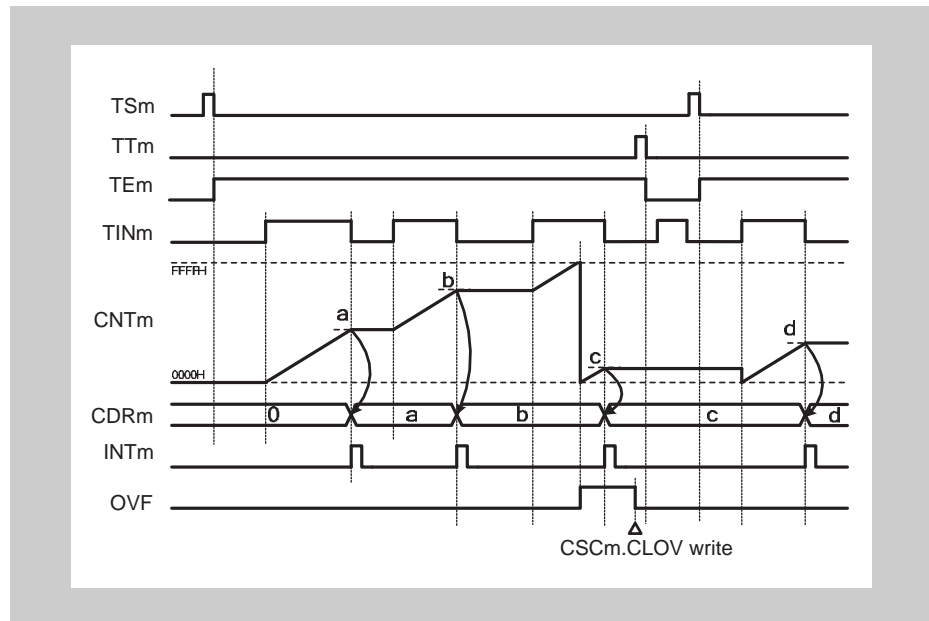 TSm
TTm
TEm
TINm
FFFFH
b
a
CNTm
d
c
0000H
CDRm 0 a b c d
INTm
OVF
CSCm.CLOV write